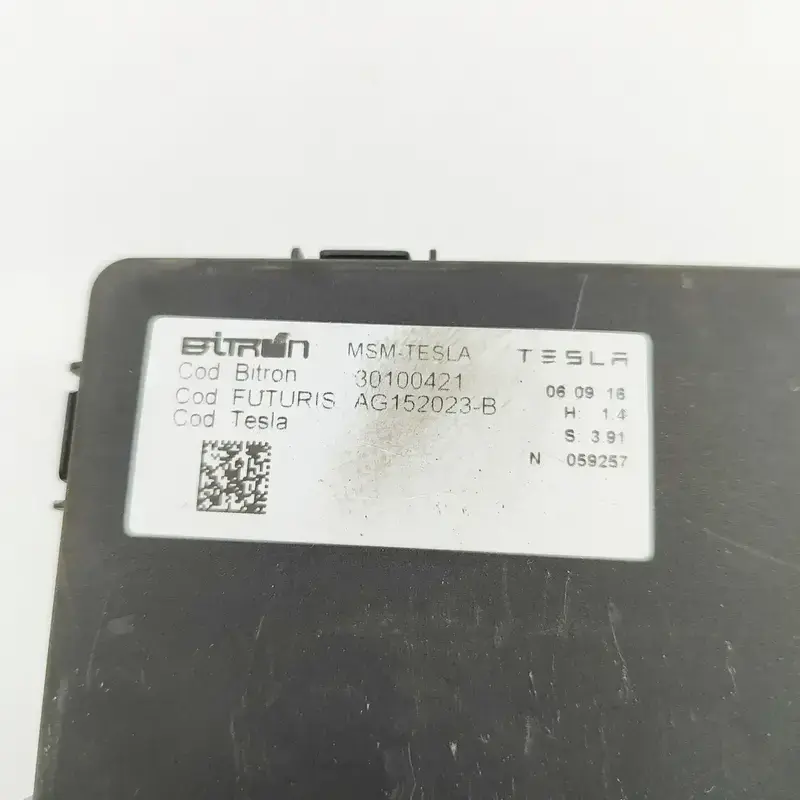 BITRON MSM-TESLA TESLA
Cod Bitron 30100421 06 09 16
Cod FUTURIS AG152023-B H: 1.4
Cod Tesla S: 3.91
N 059257